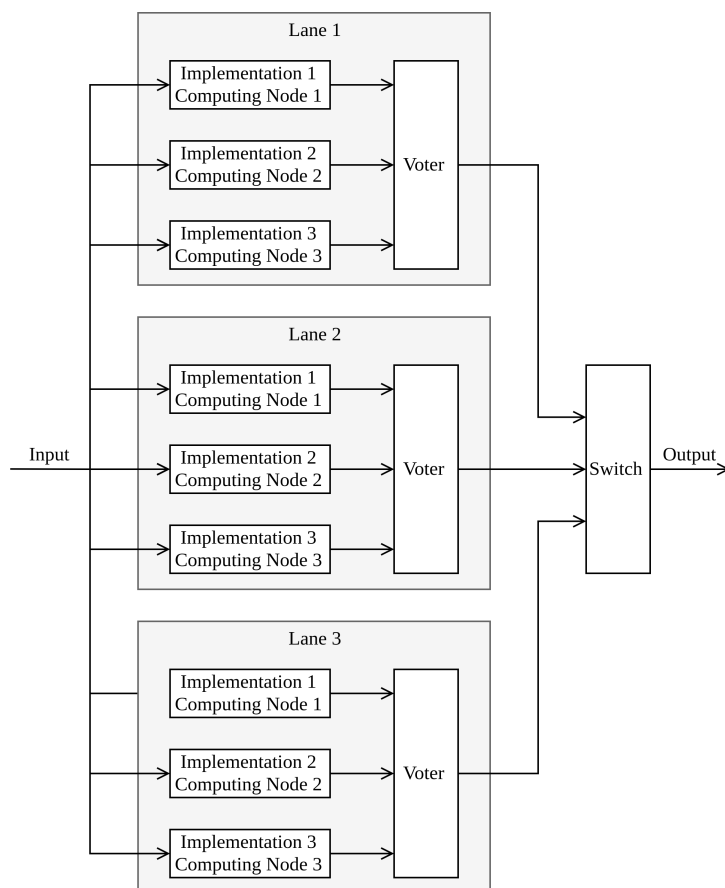 Lane 1
Implementation 1
Computing Node 1
Implementation 2
Computing Node 2
Voter
Implementation 3
Computing Node 3
Lane 2
Implementation 1
Computing Node 1
Input
Implementation 2
Computing Node 2
Voter
Switch
Output
Implementation 3
Computing Node 3
Lane 3
Implementation 1
Computing Node 1
Implementation 2
Computing Node 2
Voter
Implementation 3
Computing Node 3